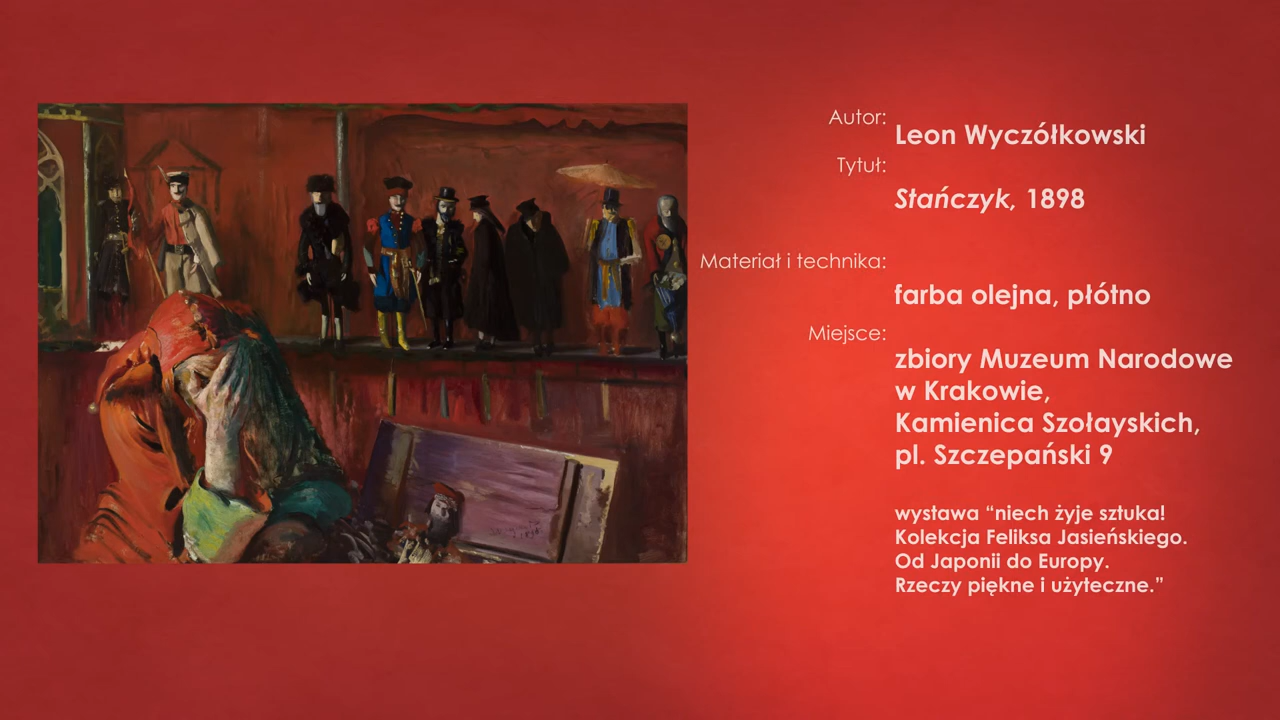 Autor:
Leon Wyczółkowski
Tytuł:
Stańczyk, 1898
Materiał i technika:
farba olejna, płótno
Miejsce:
zbiory Muzeum Narodowe
w Krakowie,
Kamienica Szołayskich,
pl. Szczepański 9
wystawa “niech żyje sztuka!
Kolekcja Feliksa Jasieńskiego.
Od Japonii do Europy.
Rzeczy piękne i użyteczne.”